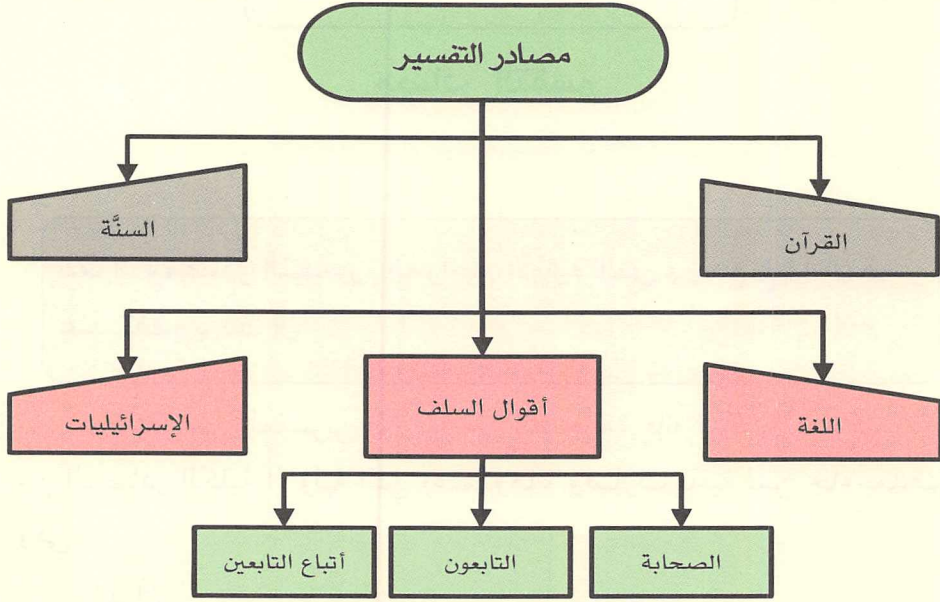 مصادر التفسير
القرآن
السنَّة
اللغة
أقوال السلف
الإسرائيليات
الصحابة
التابعون
أتباع التابعين